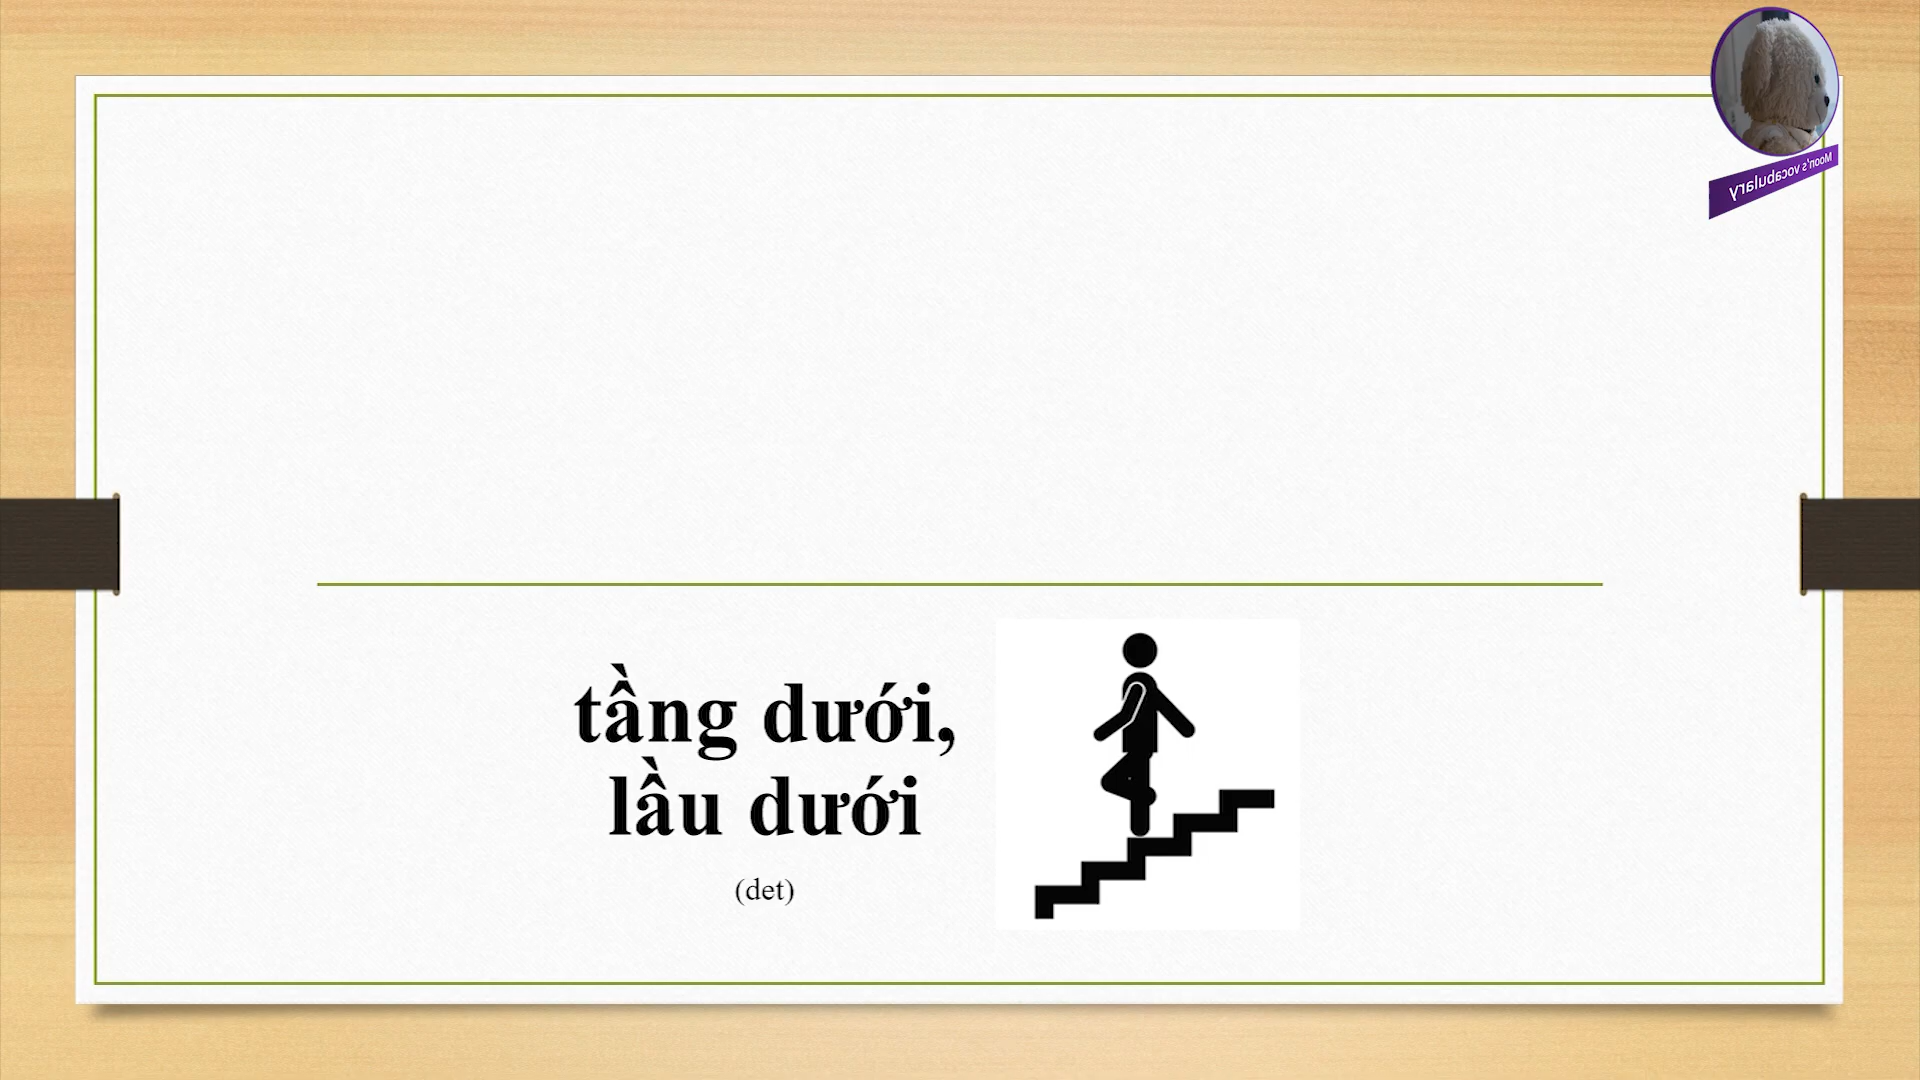 Moon's vocabulary
tầng dưới,
lầu dưới
(det)